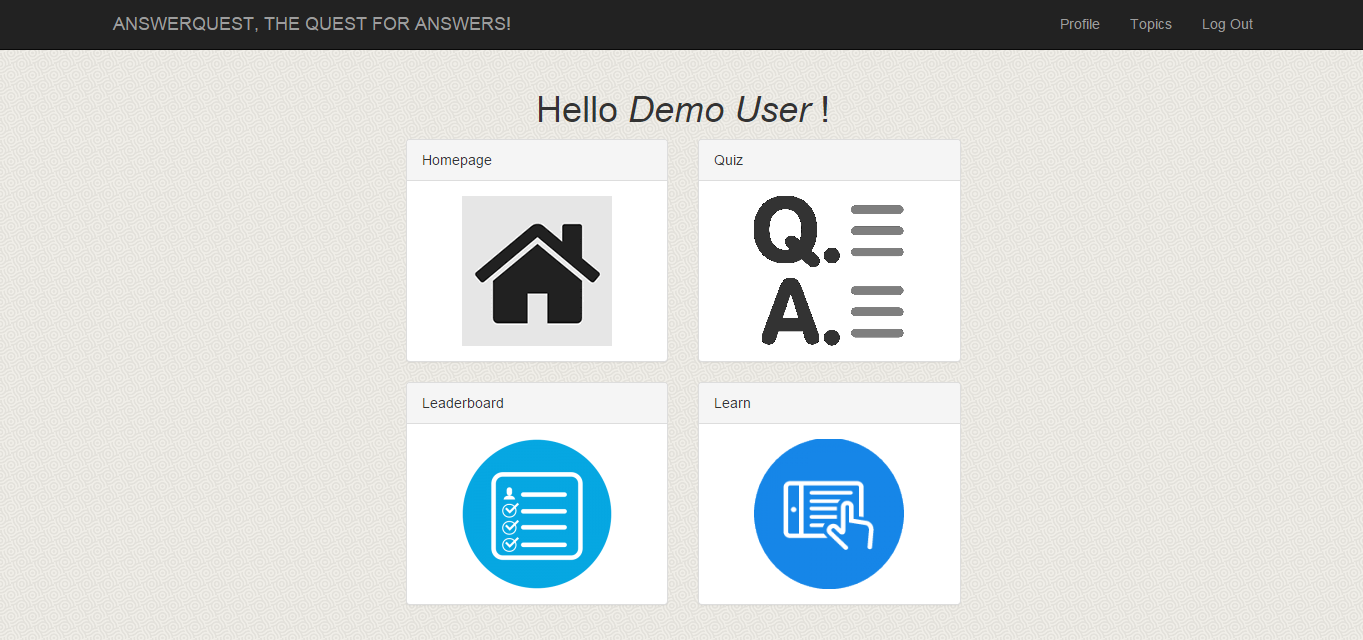 ANSWERQUEST, THE QUEST FOR ANSWERS!
Profile
Topics
Log Out
Hello Demo User !
Homepage
Quiz
Q.
A.
Leaderboard
Learn